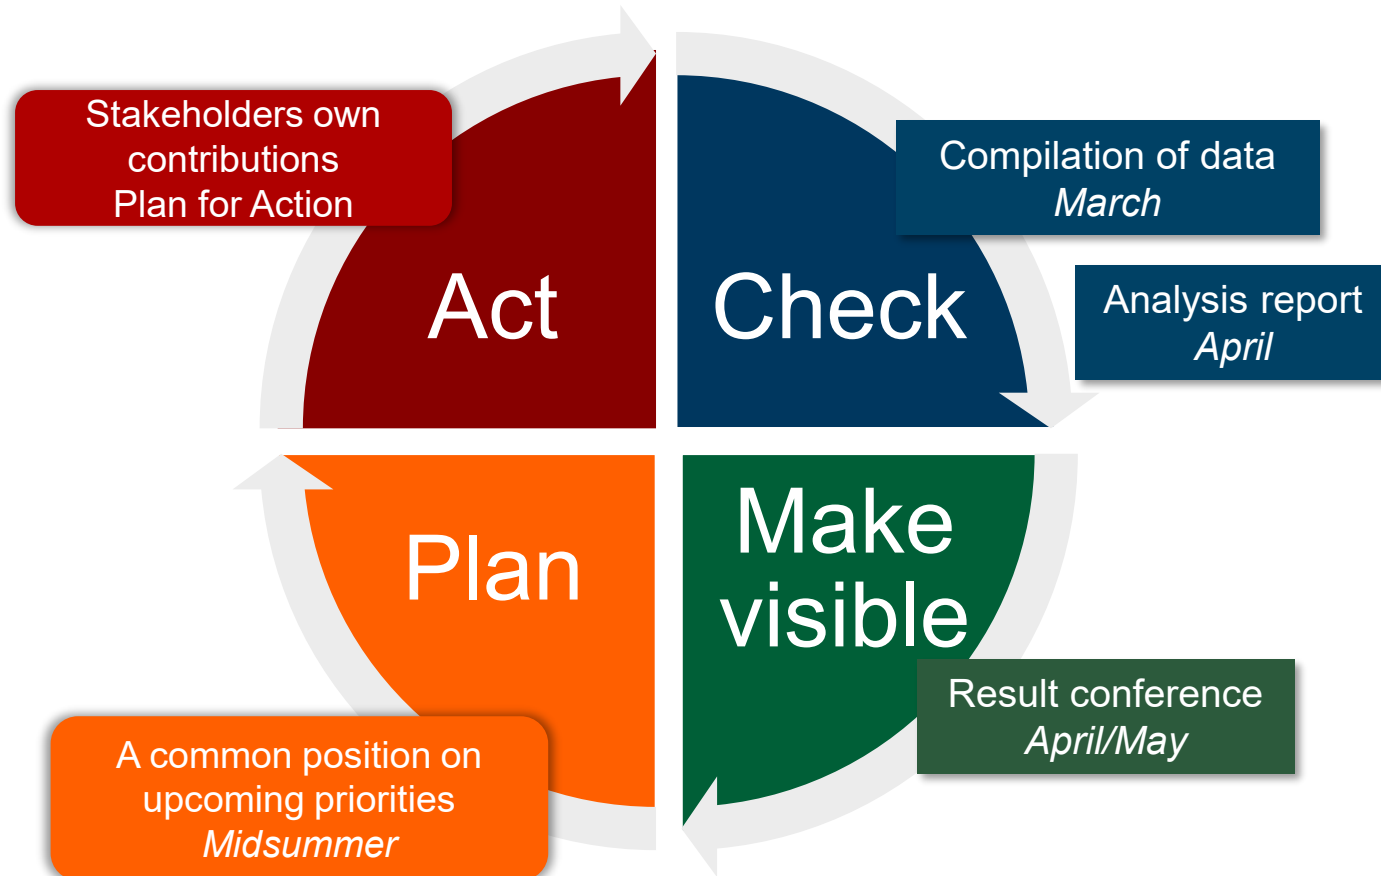 Stakeholders own
contributions
Plan for Action
Act
Check
Compilation of data
March
Analysis report
April
Plan
Make
visible
Result conference
April/May
A common position on
upcoming priorities
Midsummer